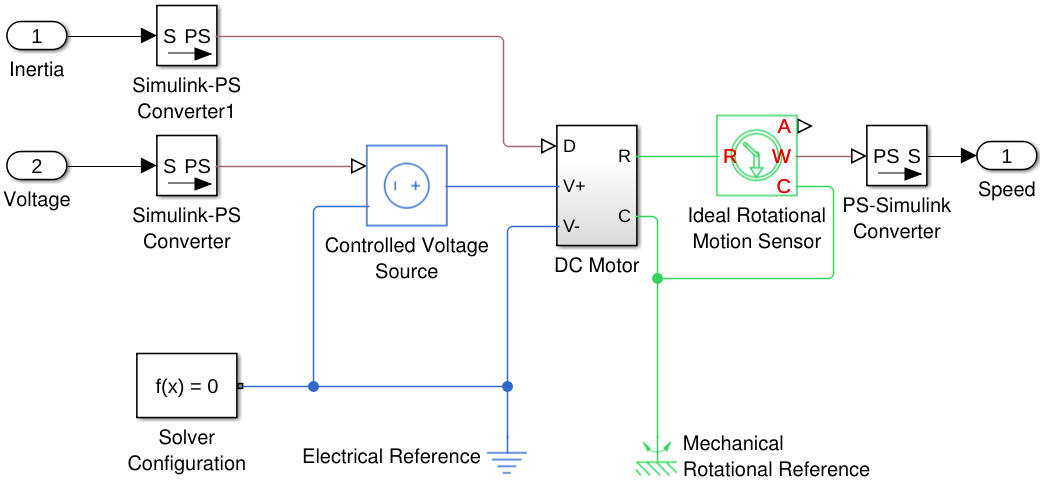 1
S PS
Inertia
Simulink-PS
Converter1
2
S PS
Voltage
Simulink-PS
Converter
Controlled Voltage
Source
D
V+
V-
R
C
DC Motor
A
R
W
C
Ideal Rotational
Motion Sensor
PS S
PS-Simulink
Converter
1
Speed
f(x) = 0
Solver
Configuration
Electrical Reference
Mechanical
Rotational Reference